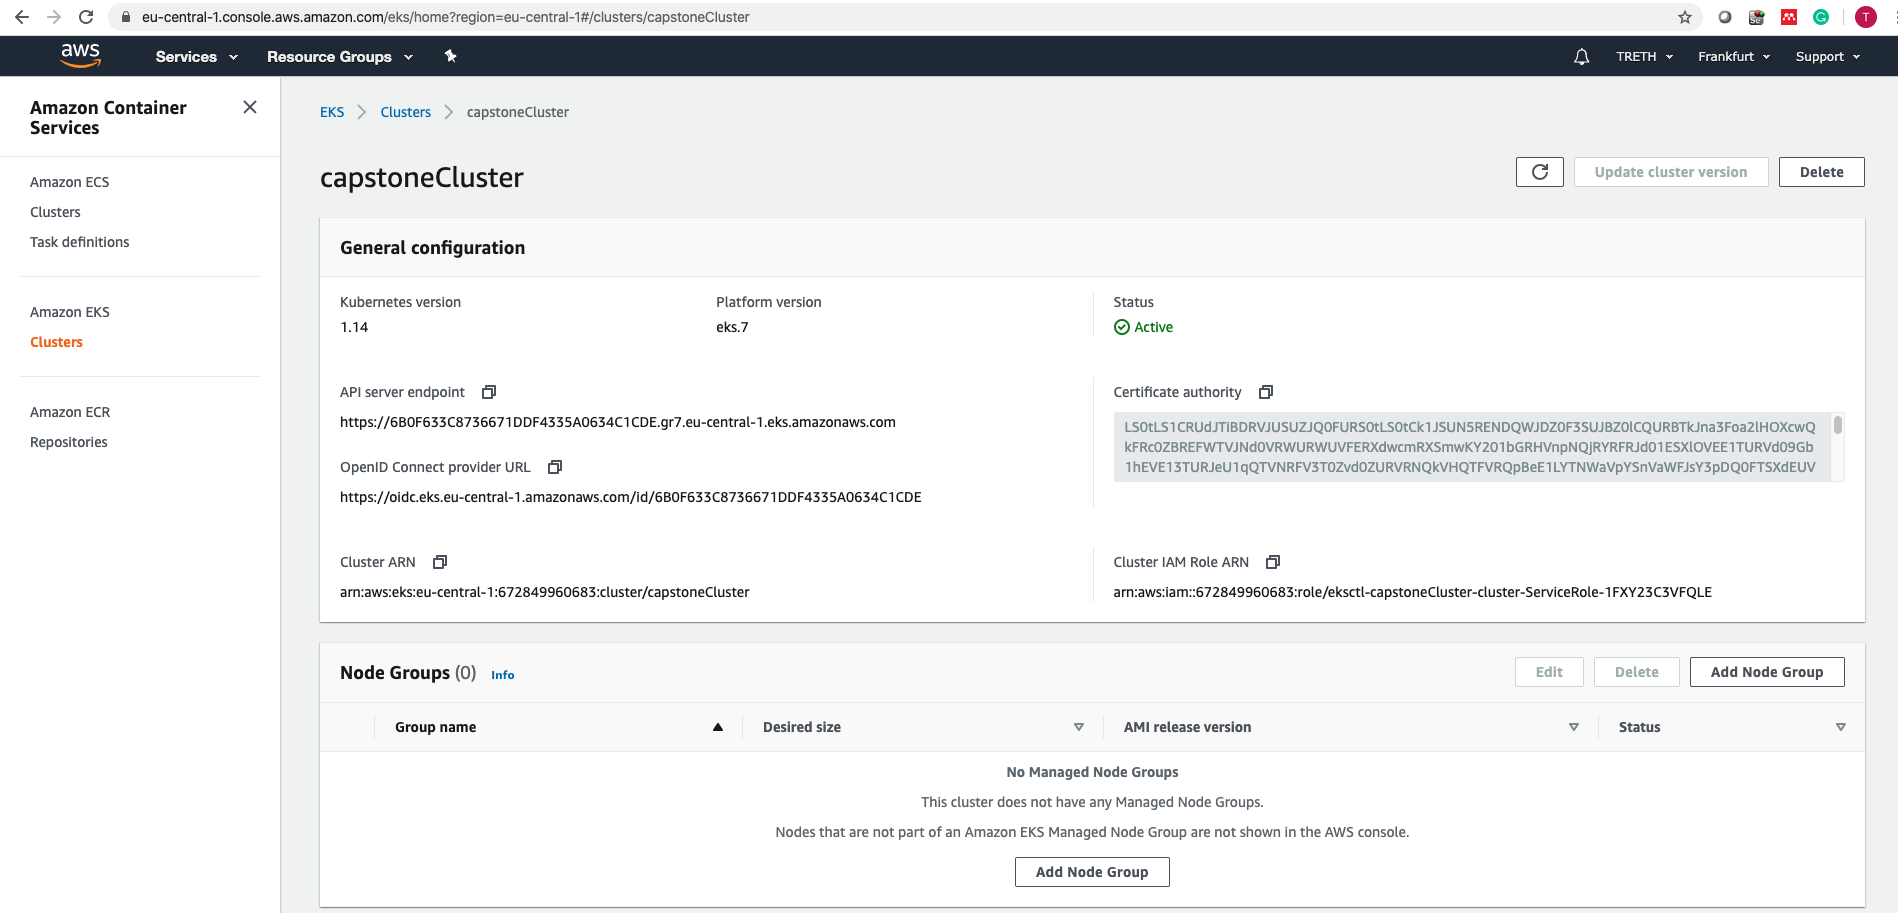 eu-central-1.console.aws.amazon.com/eks/home?region=eu-central-1#/clusters/capstoneCluster
T
aws Services Resource Groups TRETH Frankfurt Support
Amazon Container
Services
Amazon ECS
Clusters
Task definitions
Amazon EKS
Clusters
Amazon ECR
Repositories
EKS Clusters capstoneCluster
capstoneCluster
Update cluster version Delete
General configuration
Kubernetes version
1.14
Platform version
eks.7
Status
Active
API server endpoint
https://6B0F633C8736671DDF4335A0634C1CDE.gr7.eu-central-1.eks.amazonaws.com
OpenID Connect provider URL
https://oidc.eks.eu-central-1.amazonaws.com/id/6B0F633C8736671DDF4335A0634C1CDE
Certificate authority
LS0tLS1CRUdJTiBDRVJUSUZJQ0FURS0tLS0tCk1JSUN5RENDQWJDZ0F3SUJBZ0lCQURBTkJna3Foa2lHOXcwQ
kFRc0ZBREFWTVJNd0VRWURWUVFERXdwcmRXSmwKY201bGRHVnpNQjRYRFRJd01ESXlOVEE1TURVd09Gb
1hEVE13TURJeU1qQTVNRFV3T0Zvd0ZURVRNQkVHQTFVRQpBeE1LYTNWaVpYSnVaWFJsY3pDQ0FTSXdEUV
Cluster ARN
arn:aws:eks:eu-central-1:672849960683:cluster/capstoneCluster
Cluster IAM Role ARN
arn:aws:iam::672849960683:role/eksctl-capstoneCluster-cluster-ServiceRole-1FXY23C3VFQLE
Node Groups (0) Info
Edit Delete Add Node Group
Group name Desired size AMI release version Status
No Managed Node Groups
This cluster does not have any Managed Node Groups.
Nodes that are not part of an Amazon EKS Managed Node Group are not shown in the AWS console.
Add Node Group